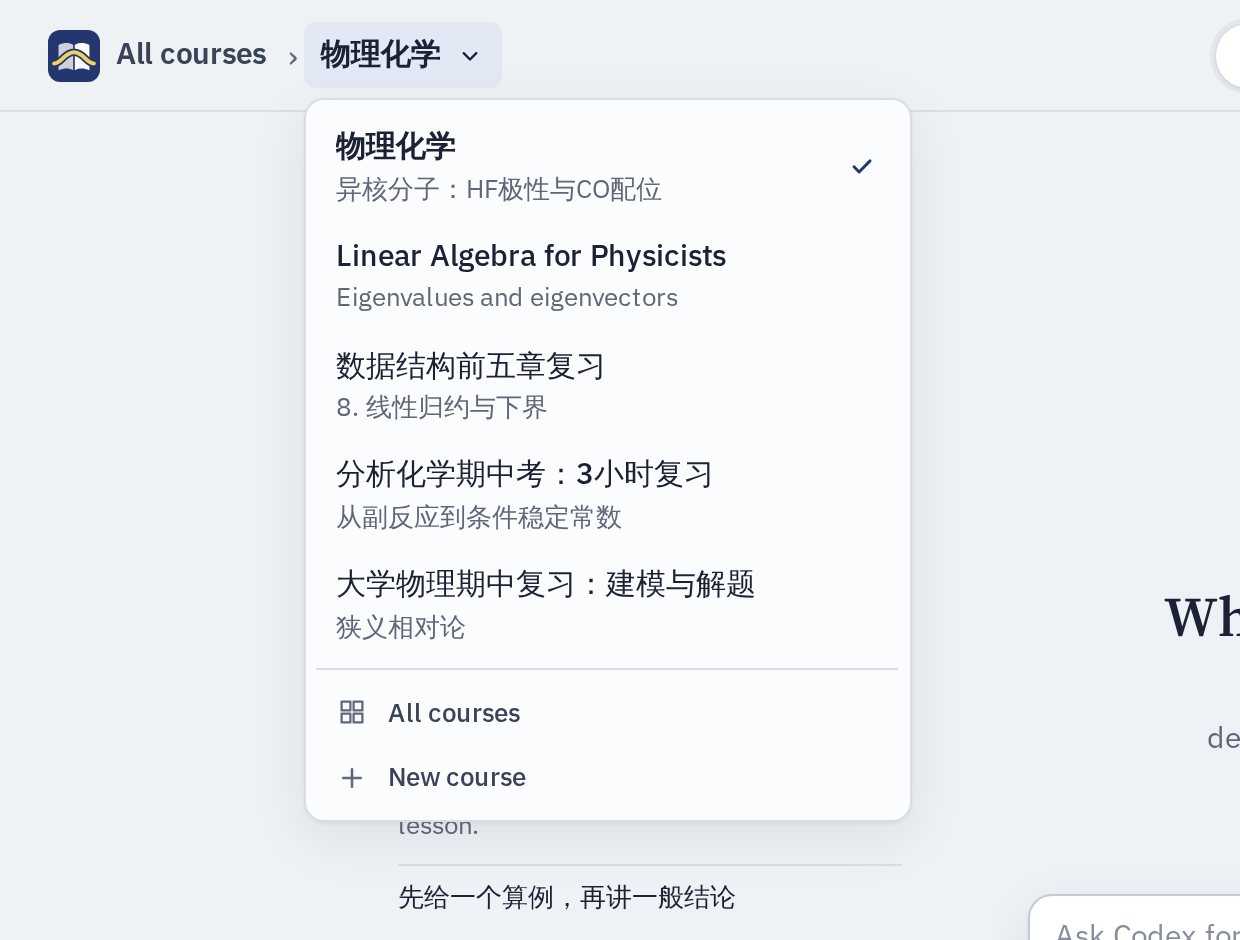 All courses › 物理化学
物理化学
异核分子：HF极性与CO配位
Linear Algebra for Physicists
Eigenvalues and eigenvectors
数据结构前五章复习
8. 线性归约与下界
分析化学期中考：3小时复习
从副反应到条件稳定常数
大学物理期中复习：建模与解题
狭义相对论
Wh
All courses
de
New course
lesson.
先给一个算例，再讲一般结论
Ask Codex for